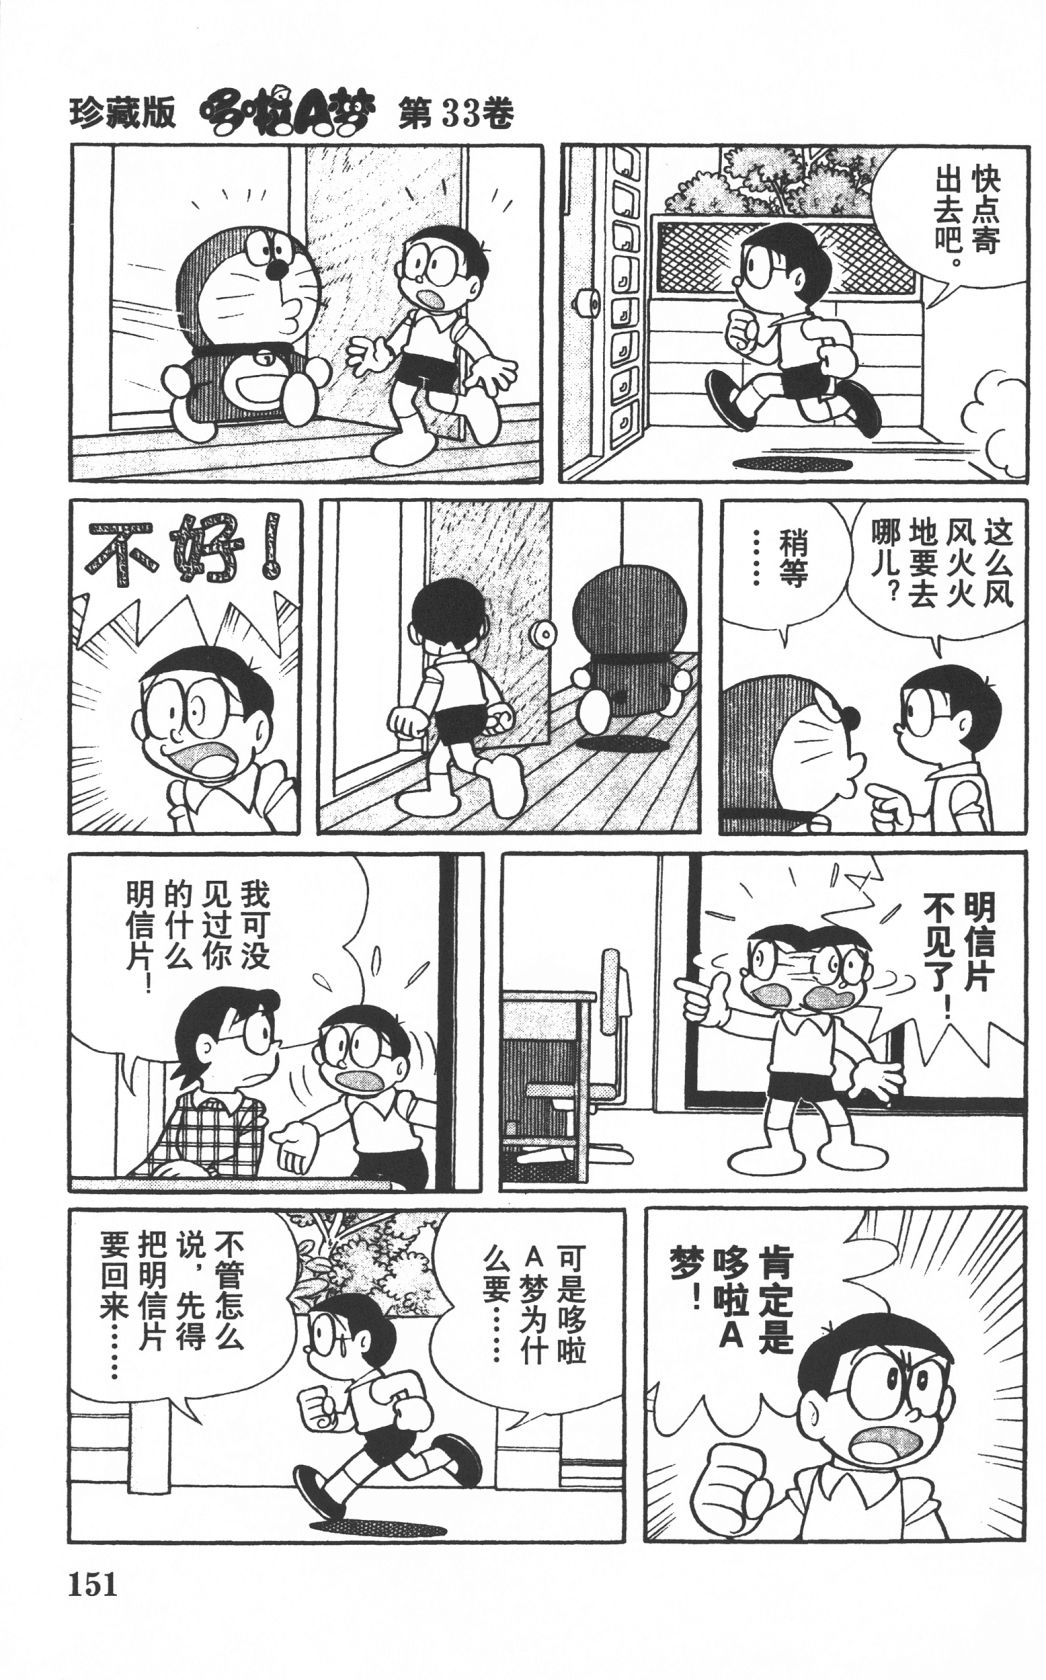 珍藏版 哆啦A梦 第33卷
快点寄
出去吧。
这么风
风火火
地要去
哪儿？
稍等
……
不好！
明信片
不见了！
我可没
见过你
的什么
明信片！
肯定是
哆啦A
梦！
可是哆啦
A梦为什
么要……
不管怎么
说，先得
把明信片
要回来……
151